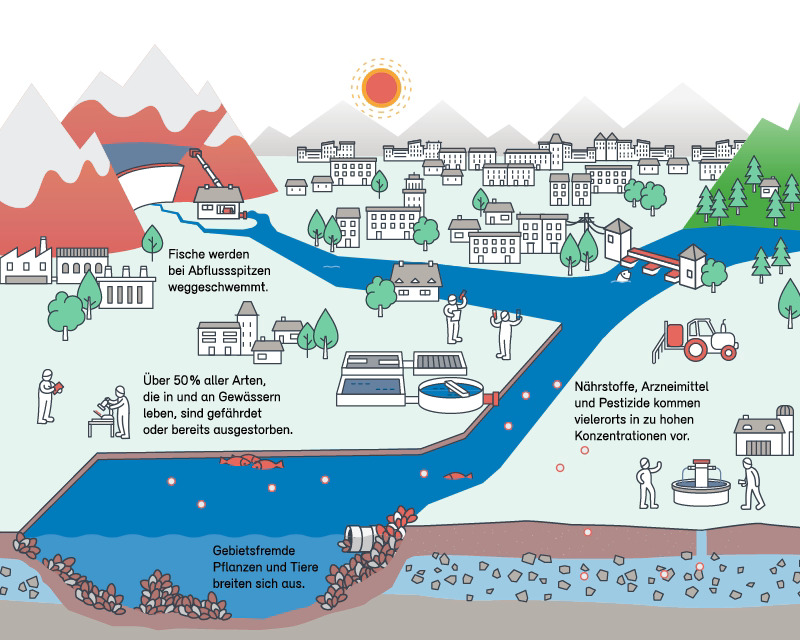 Fische werden
bei Abflussspitzen
weggeschwemmt.
Über 50 % aller Arten,
die in und an Gewässern
leben, sind gefährdet
oder bereits ausgestorben.
Nährstoffe, Arzneimittel
und Pestizide kommen
vielerorts in zu hohen
Konzentrationen vor.
Gebietsfremde
Pflanzen und Tiere
breiten sich aus.